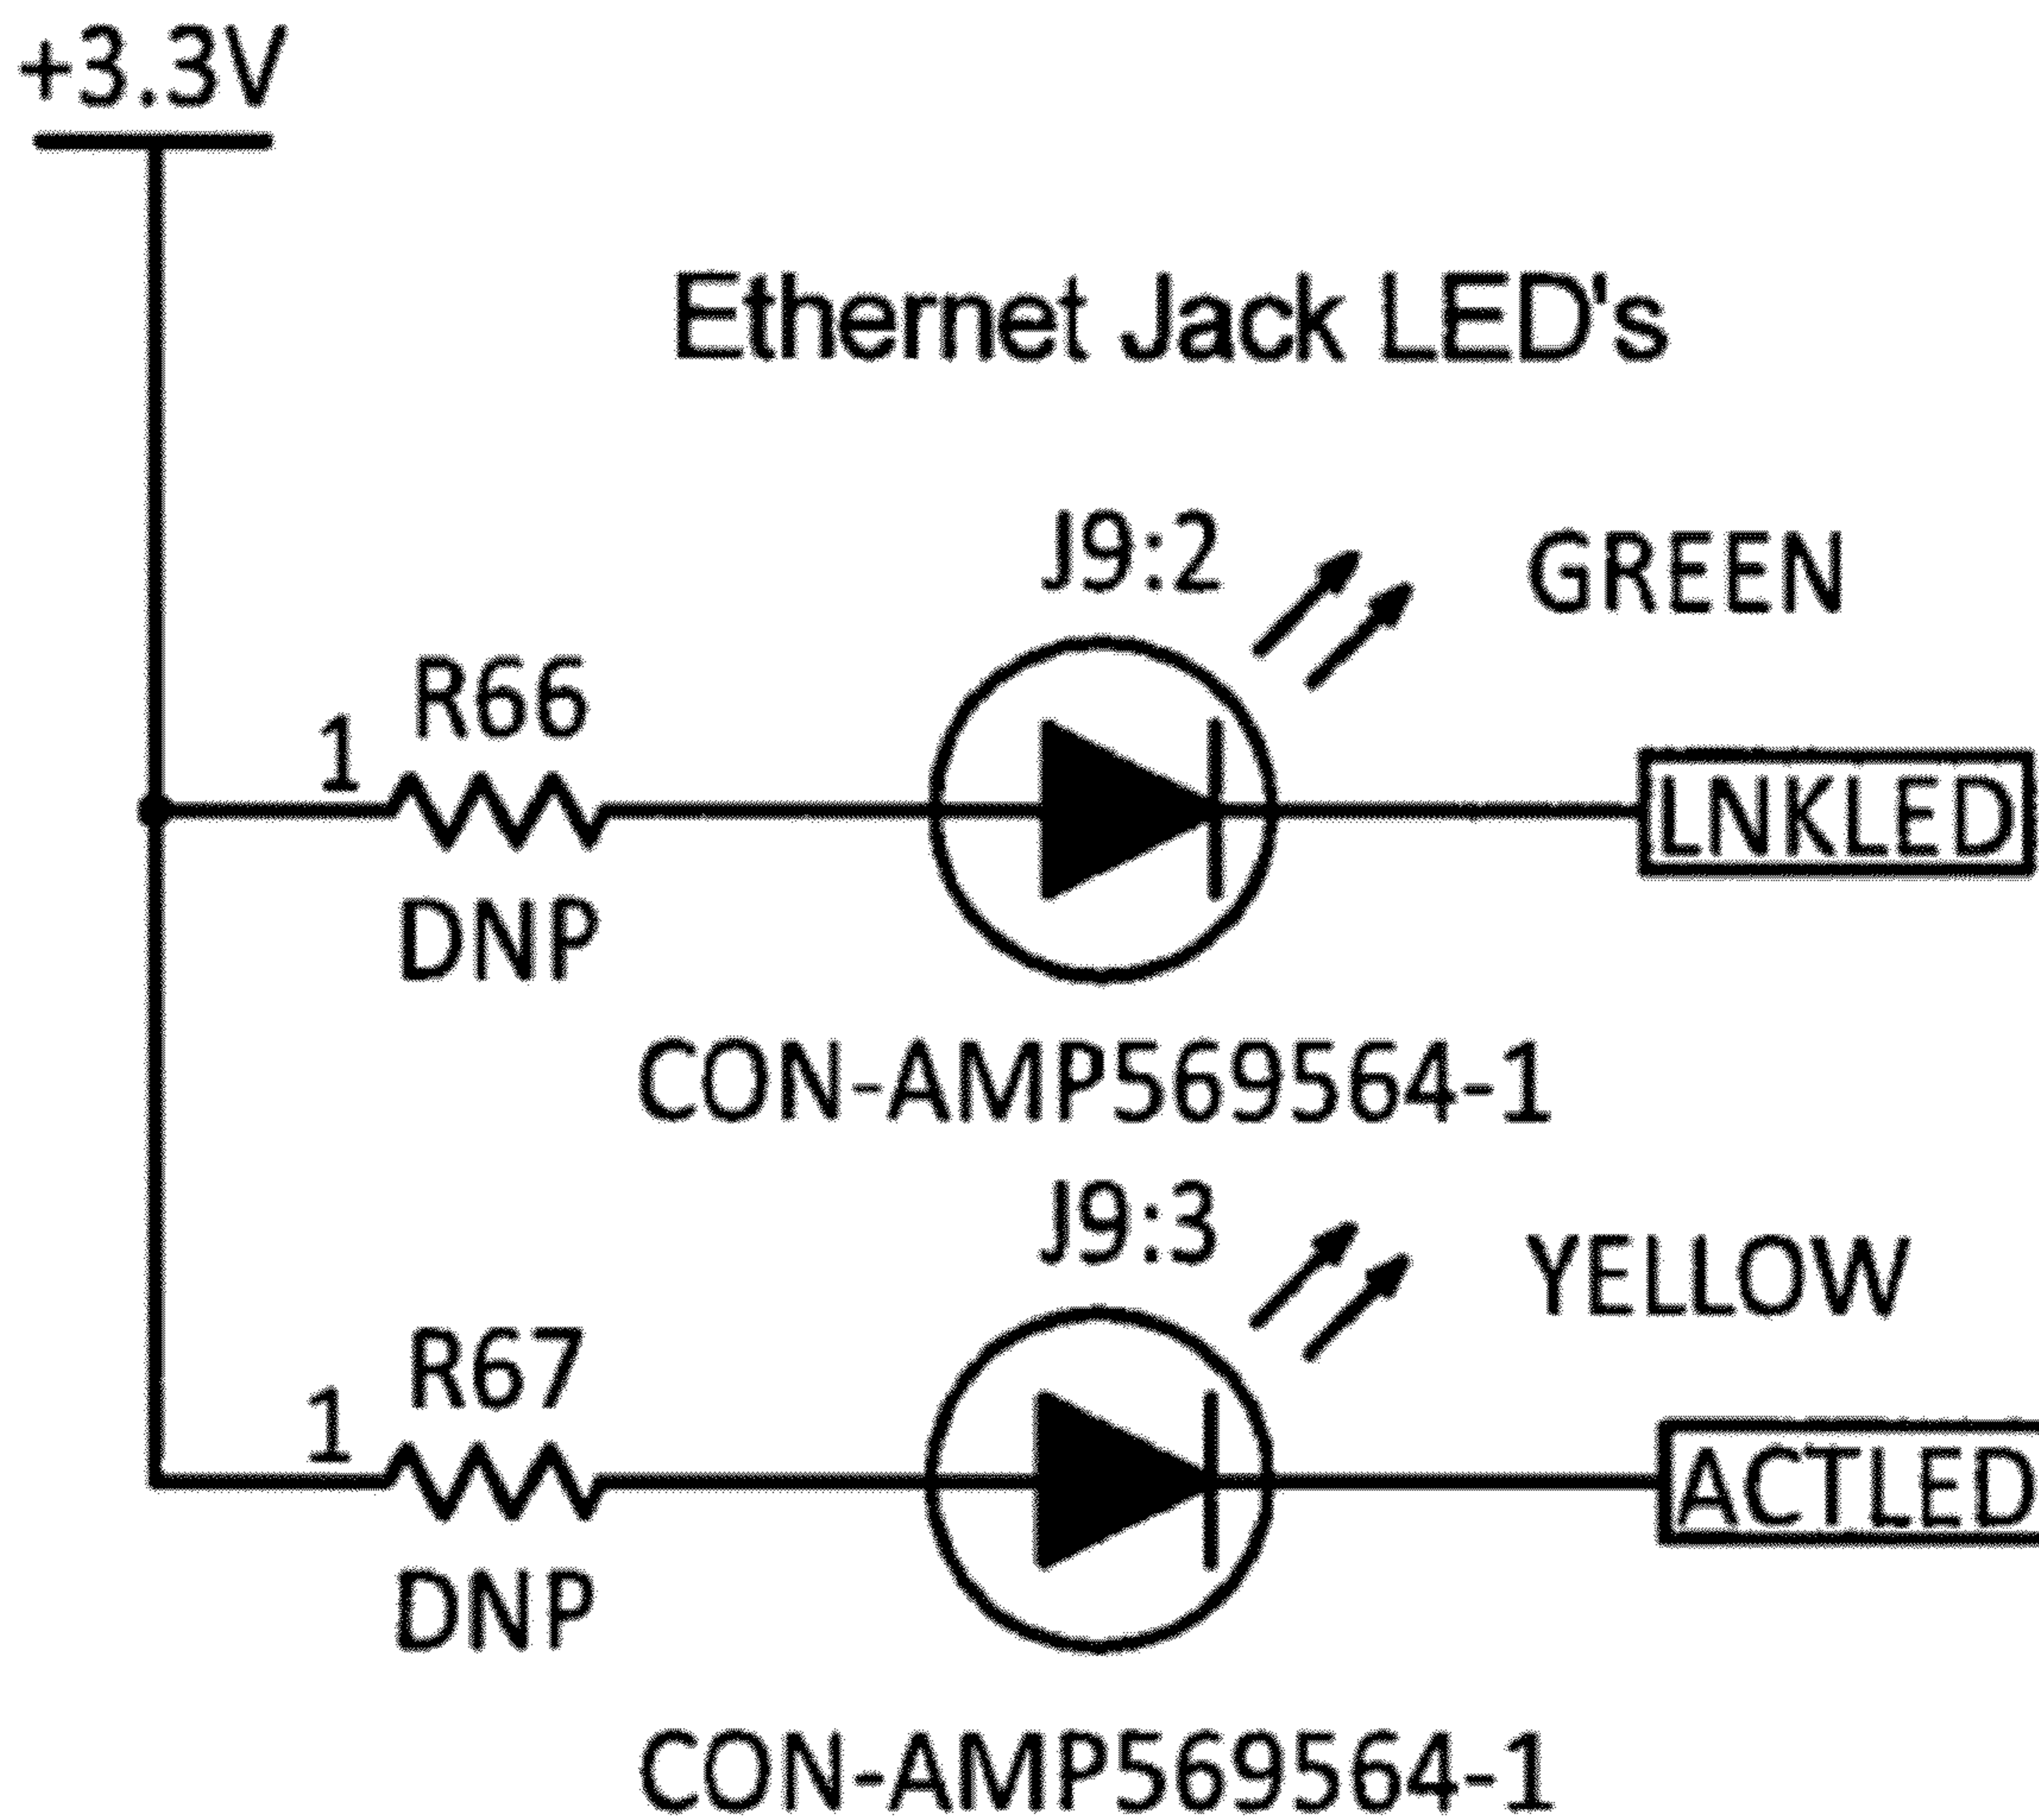 +3.3V
Ethernet Jack LED's
J9:2
GREEN
R66
1
LNKLED
DNP
CON-AMP569564-1
J9:3
YELLOW
R67
1
ACTLED
DNP
CON-AMP569564-1